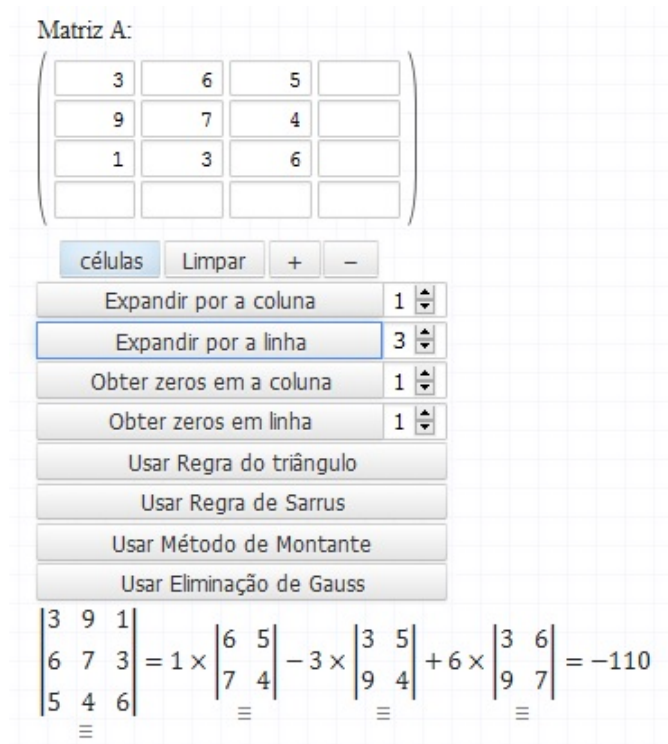 Matriz A:
3 6 5
9 7 4
1 3 6
células Limpar + −
Expandir por a coluna 1
Expandir por a linha 3
Obter zeros em a coluna 1
Obter zeros em linha 1
Usar Regra do triângulo
Usar Regra de Sarrus
Usar Método de Montante
Usar Eliminação de Gauss
|3 9 1|
|6 7 3| = 1 × |6 5| − 3 × |3 5| + 6 × |3 6| = −110
|5 4 6| |7 4| |9 4| |9 7|